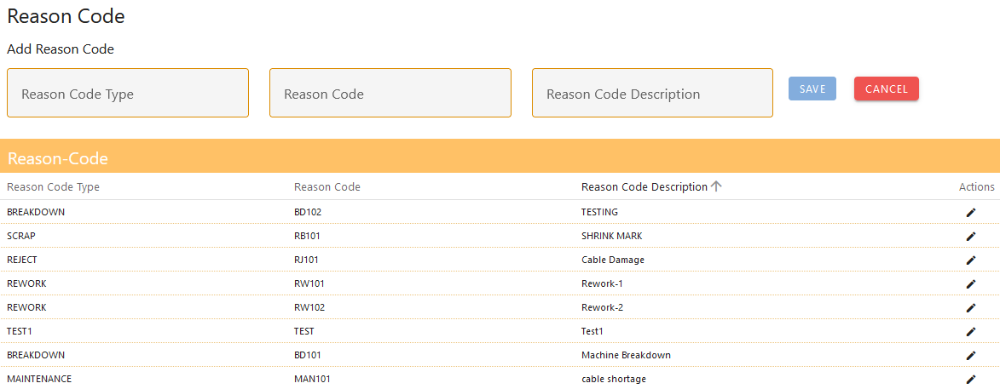 Reason Code
Add Reason Code
Reason Code Type Reason Code Reason Code Description SAVE CANCEL
Reason-Code
Reason Code Type Reason Code Reason Code Description Actions
BREAKDOWN BD102 TESTING
SCRAP RB101 SHRINK MARK
REJECT RJ101 Cable Damage
REWORK RW101 Rework-1
REWORK RW102 Rework-2
TEST1 TEST Test1
BREAKDOWN BD101 Machine Breakdown
MAINTENANCE MAN101 cable shortage